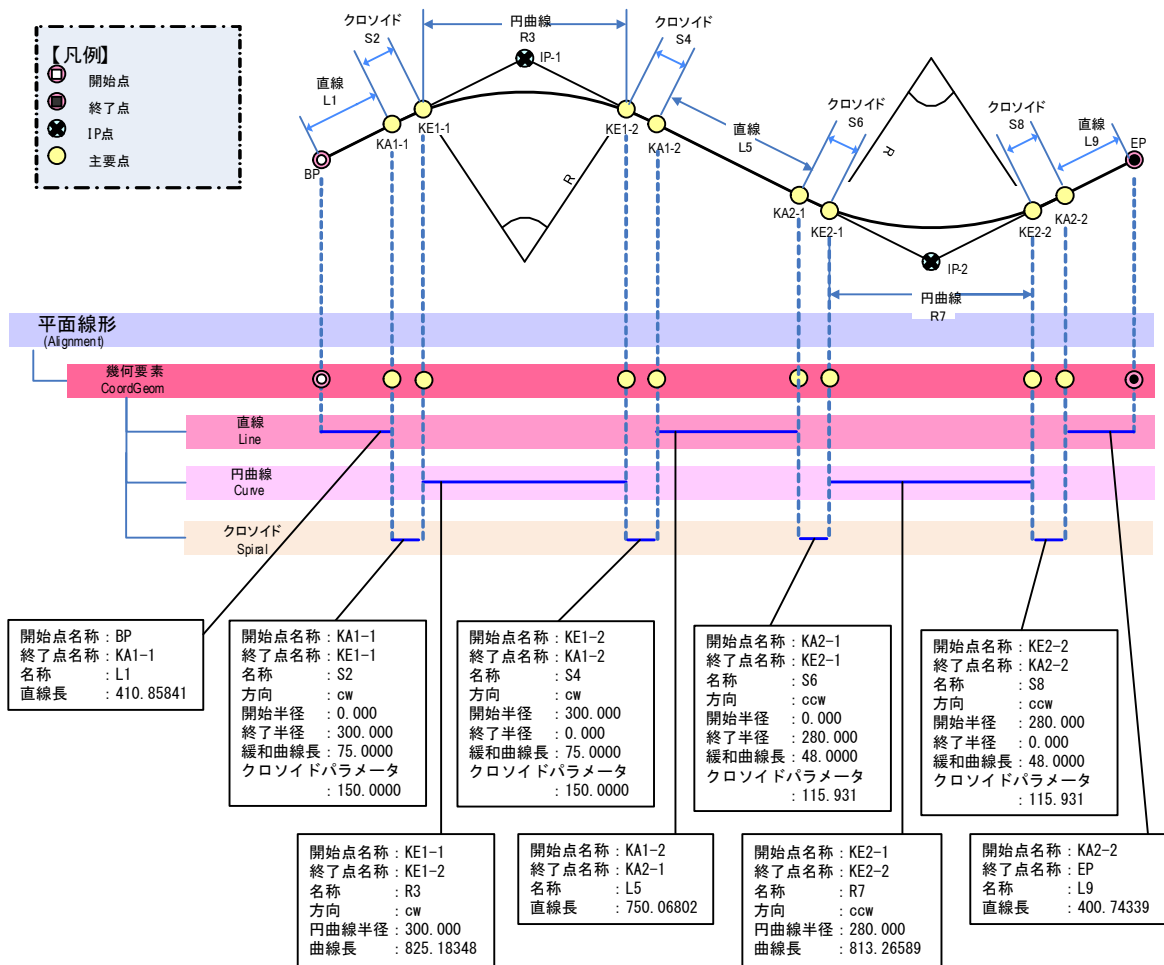 【凡例】
開始点
終了点
IP点
主要点
クロソイド
S2
円曲線
R3
クロソイド
S4
直線
L1
IP-1
直線
L5
クロソイド
S6
クロソイド
S8
直線
L9
BP
KA1-1
KE1-1
R
KE1-2
KA1-2
KA2-1
KE2-1
R
IP-2
KE2-2
KA2-2
EP
円曲線
R7
平面線形
(Alignment)
幾何要素
CoordGeom
直線
Line
円曲線
Curve
クロソイド
Spiral
開始点名称：BP
終了点名称：KA1-1
名称 ：L1
直線長 ：410.85841
開始点名称：KA1-1
終了点名称：KE1-1
名称 ：S2
方向 ：cw
開始半径 ：0.000
終了半径 ：300.000
緩和曲線長：75.0000
クロソイドパラメータ
：150.0000
開始点名称：KE1-2
終了点名称：KA1-2
名称 ：S4
方向 ：cw
開始半径 ：300.000
終了半径 ：0.000
緩和曲線長：75.0000
クロソイドパラメータ
：150.0000
開始点名称：KA2-1
終了点名称：KE2-1
名称 ：S6
方向 ：ccw
開始半径 ：0.000
終了半径 ：280.000
緩和曲線長：48.0000
クロソイドパラメータ
：115.931
開始点名称：KE2-2
終了点名称：KA2-2
名称 ：S8
方向 ：ccw
開始半径 ：280.000
終了半径 ：0.000
緩和曲線長：48.0000
クロソイドパラメータ
：115.931
開始点名称：KE1-1
終了点名称：KE1-2
名称 ：R3
方向 ：cw
円曲線半径：300.000
曲線長 ：825.18348
開始点名称：KA1-2
終了点名称：KA2-1
名称 ：L5
直線長 ：750.06802
開始点名称：KE2-1
終了点名称：KE2-2
名称 ：R7
方向 ：ccw
円曲線半径：280.000
曲線長 ：813.26589
開始点名称：KA2-2
終了点名称：EP
名称 ：L9
直線長 ：400.74339